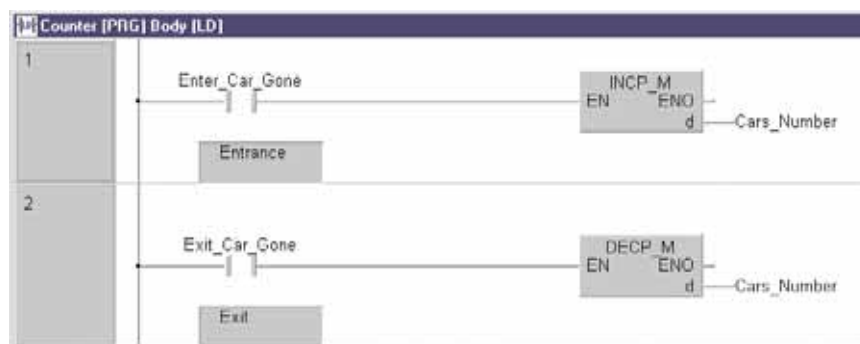 Counter [PRG] Body [LD]
1
Enter_Car_Gone
INCP_M
EN ENO
d
Cars_Number
Entrance
2
Exit_Car_Gone
DECP_M
EN ENO
d
Cars_Number
Exit